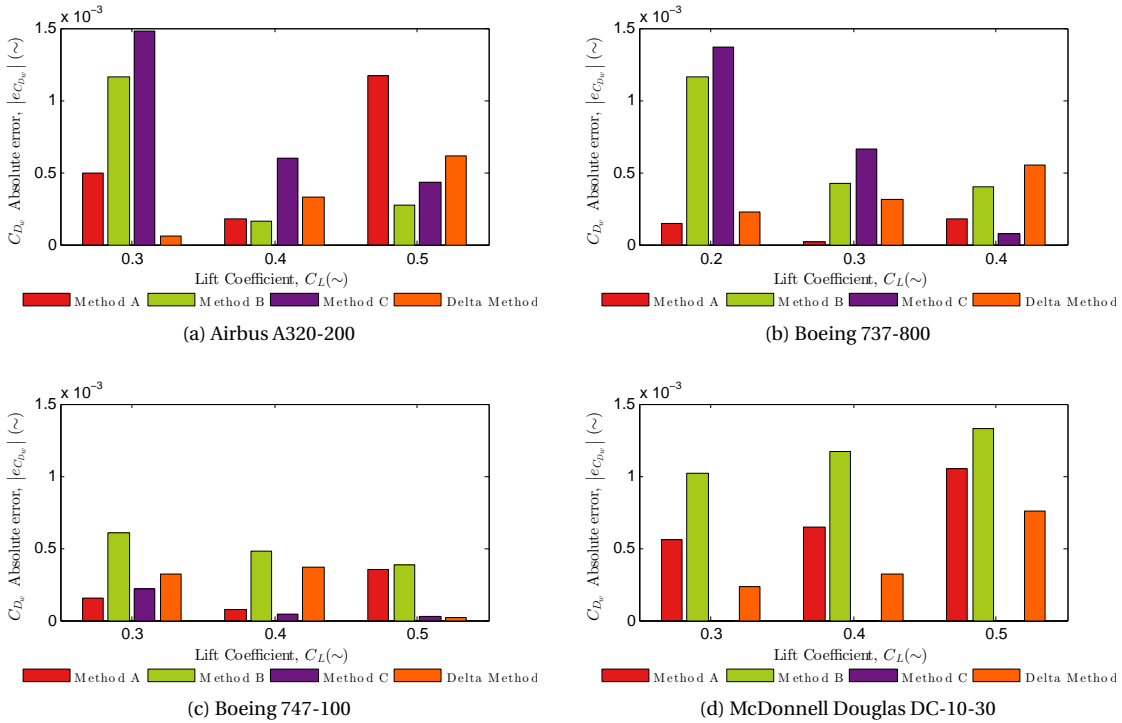 x 10⁻³
1.5
1
0.5
0
C_{D_w} Absolute error, |e_{C_{D_w}}| (∼)
0.3 0.4 0.5
Lift Coefficient, C_L(∼)
Method A Method B Method C Delta Method
(a) Airbus A320-200
x 10⁻³
1.5
1
0.5
0
C_{D_w} Absolute error, |e_{C_{D_w}}| (∼)
0.2 0.3 0.4
Lift Coefficient, C_L(∼)
Method A Method B Method C Delta Method
(b) Boeing 737-800
x 10⁻³
1.5
1
0.5
0
C_{D_w} Absolute error, |e_{C_{D_w}}| (∼)
0.3 0.4 0.5
Lift Coefficient, C_L(∼)
Method A Method B Method C Delta Method
(c) Boeing 747-100
x 10⁻³
1.5
1
0.5
0
C_{D_w} Absolute error, |e_{C_{D_w}}| (∼)
0.3 0.4 0.5
Lift Coefficient, C_L(∼)
Method A Method B Method C Delta Method
(d) McDonnell Douglas DC-10-30